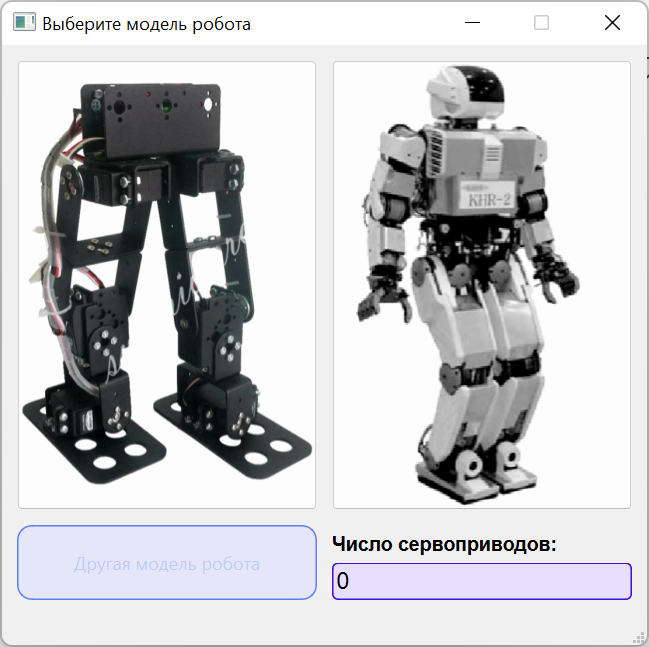 Выберите модель робота
KHR-2
Другая модель робота
Число сервоприводов:
0